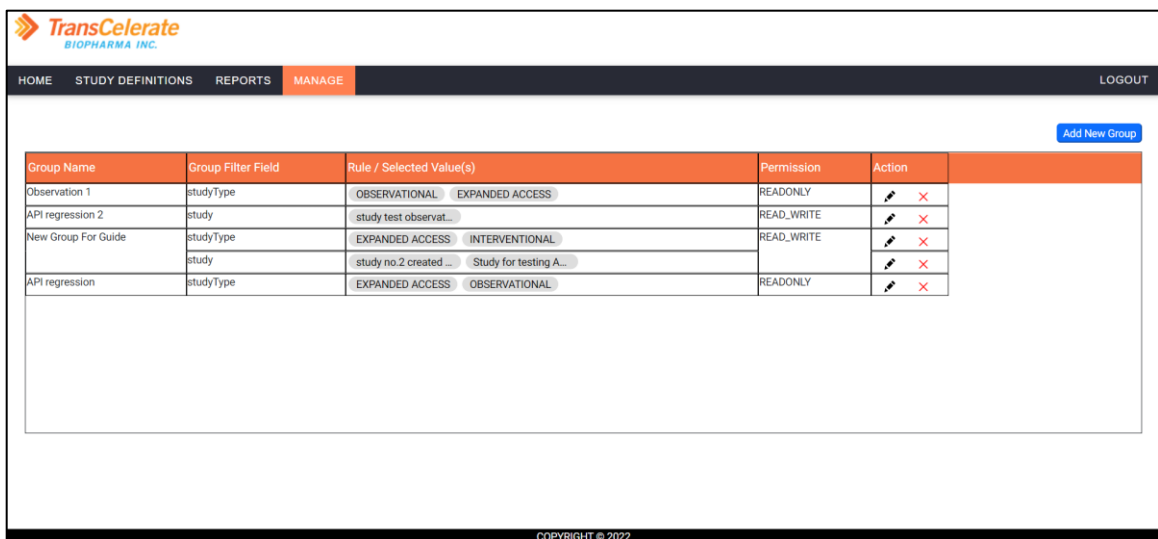 TransCelerate
BIOPHARMA INC.
HOME STUDY DEFINITIONS REPORTS MANAGE LOGOUT
Add New Group
Group Name Group Filter Field Rule / Selected Value(s) Permission Action
Observation 1 studyType OBSERVATIONAL EXPANDED ACCESS READONLY
API regression 2 study study test observat... READ_WRITE
New Group For Guide studyType EXPANDED ACCESS INTERVENTIONAL READ_WRITE
study study no.2 created ... Study for testing A...
API regression studyType EXPANDED ACCESS OBSERVATIONAL READONLY
COPYRIGHT © 2022